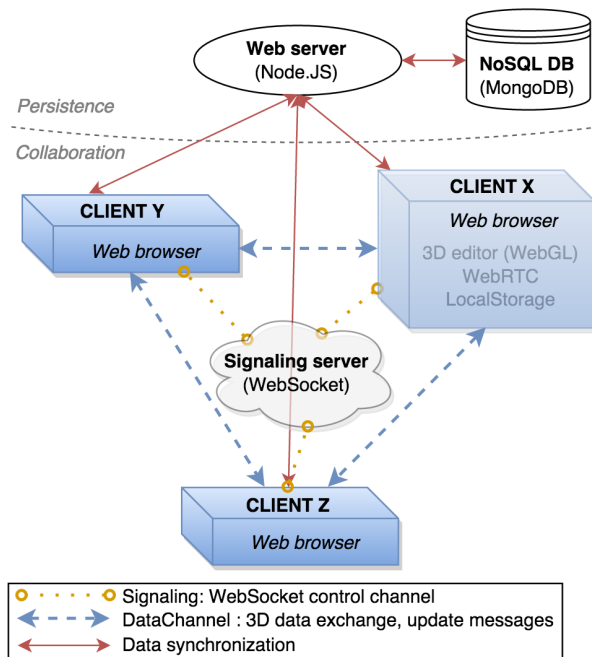 Web server
(Node.JS)
NoSQL DB
(MongoDB)
Persistence
Collaboration
CLIENT X
CLIENT Y
Web browser
Web browser
3D editor (WebGL)
WebRTC
LocalStorage
Signaling server
(WebSocket)
CLIENT Z
Web browser
Signaling: WebSocket control channel
DataChannel : 3D data exchange, update messages
Data synchronization